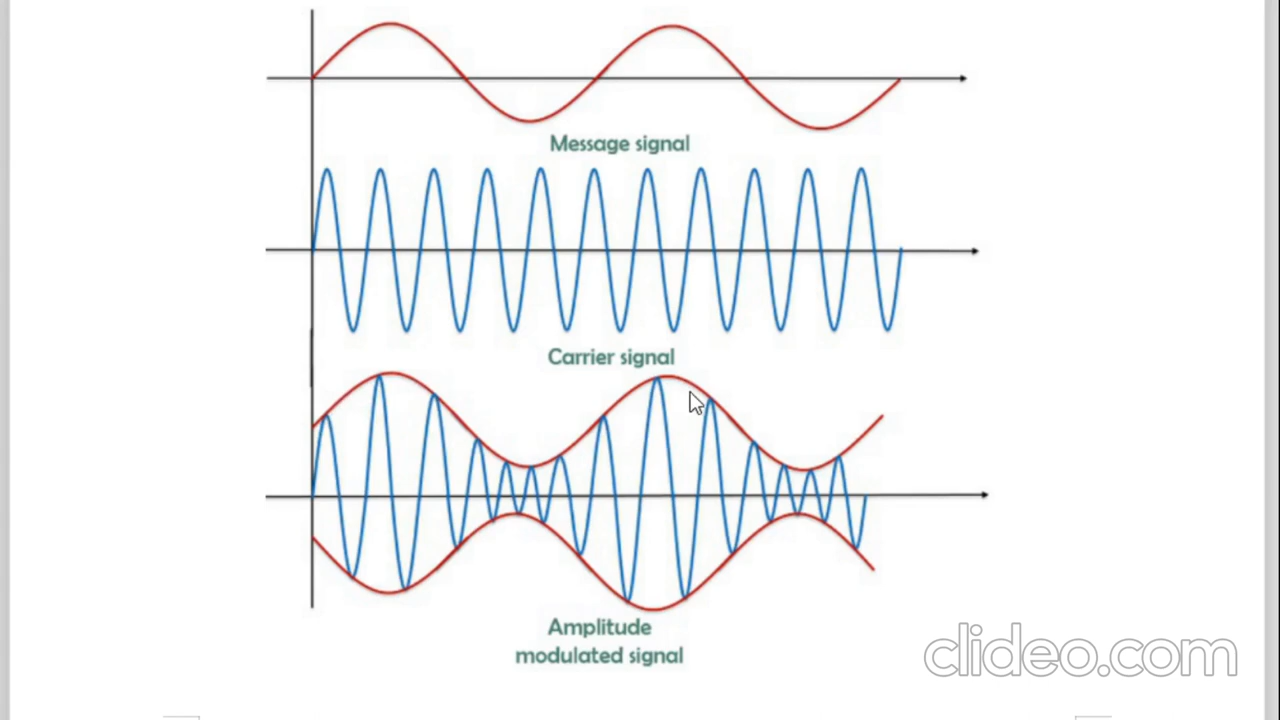 Message signal
Carrier signal
Amplitude
modulated signal
clideo.com